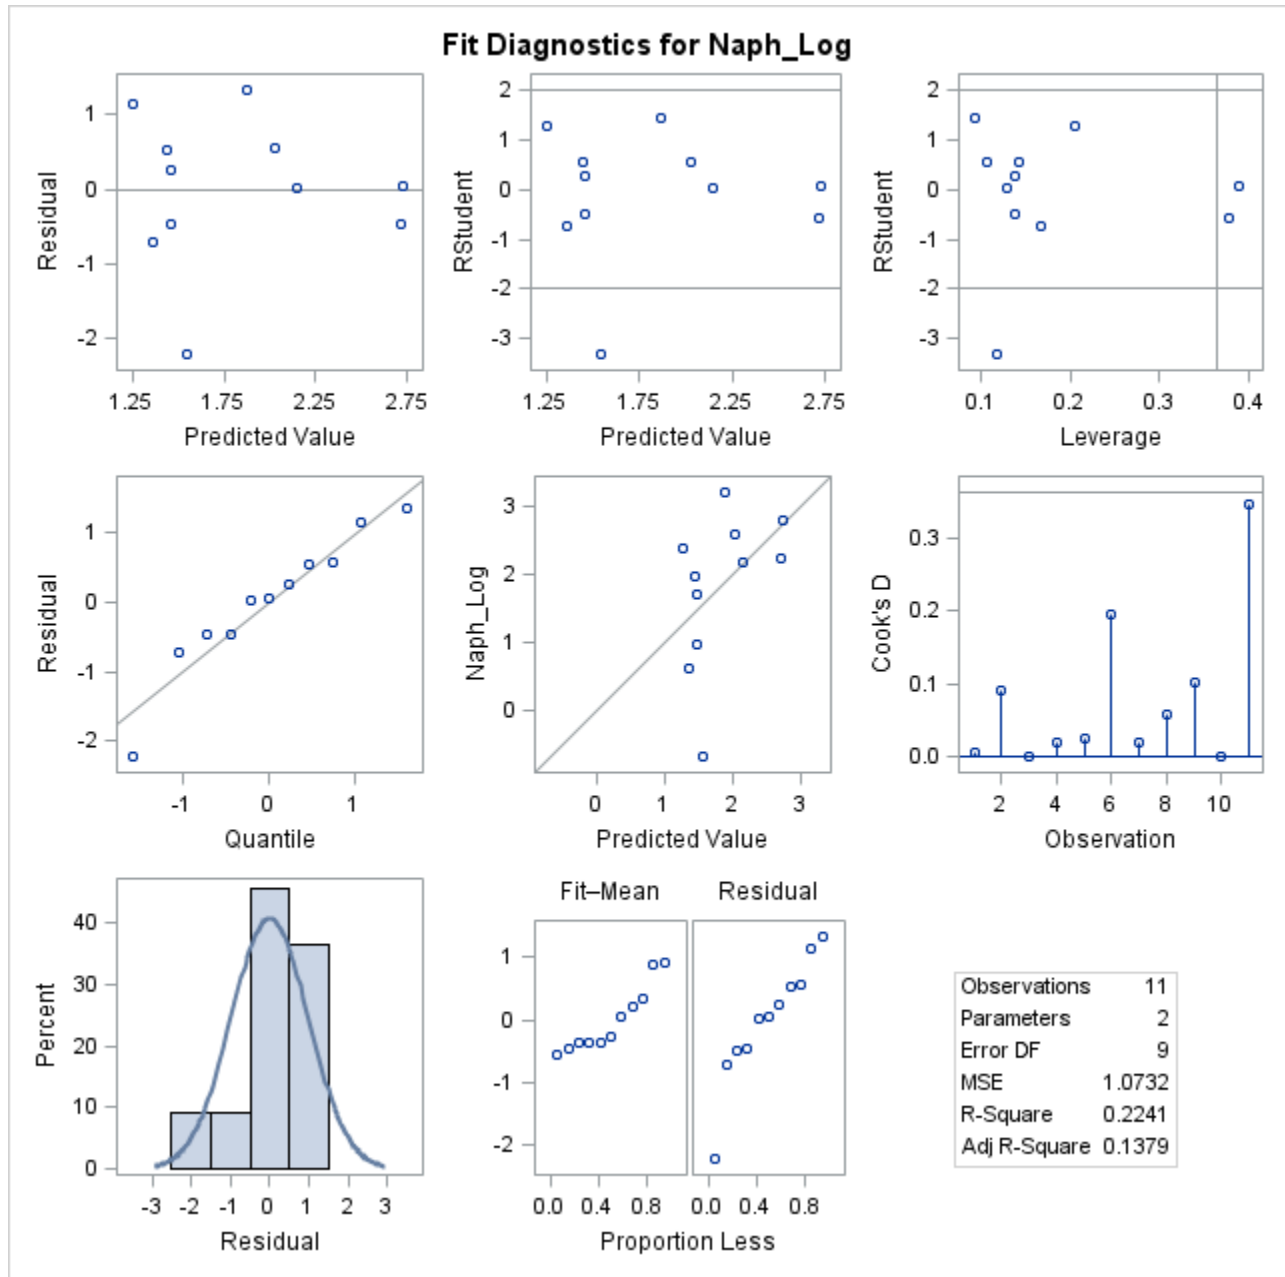 Fit Diagnostics for Naph_Log
Residual
1
0
-1
-2
1.25 1.75 2.25 2.75
Predicted Value
RStudent
2
1
0
-1
-2
-3
1.25 1.75 2.25 2.75
Predicted Value
RStudent
2
1
0
-1
-2
-3
0.1 0.2 0.3 0.4
Leverage
Residual
1
0
-1
-2
-1 0 1
Quantile
Naph_Log
3
2
1
0
0 1 2 3
Predicted Value
Cook's D
0.3
0.2
0.1
0.0
2 4 6 8 10
Observation
Percent
40
30
20
10
0
-3 -2 -1 0 1 2 3
Residual
Fit–Mean Residual
1
0
-1
-2
0.0 0.4 0.8 0.0 0.4 0.8
Proportion Less
Observations 11
Parameters 2
Error DF 9
MSE 1.0732
R-Square 0.2241
Adj R-Square 0.1379